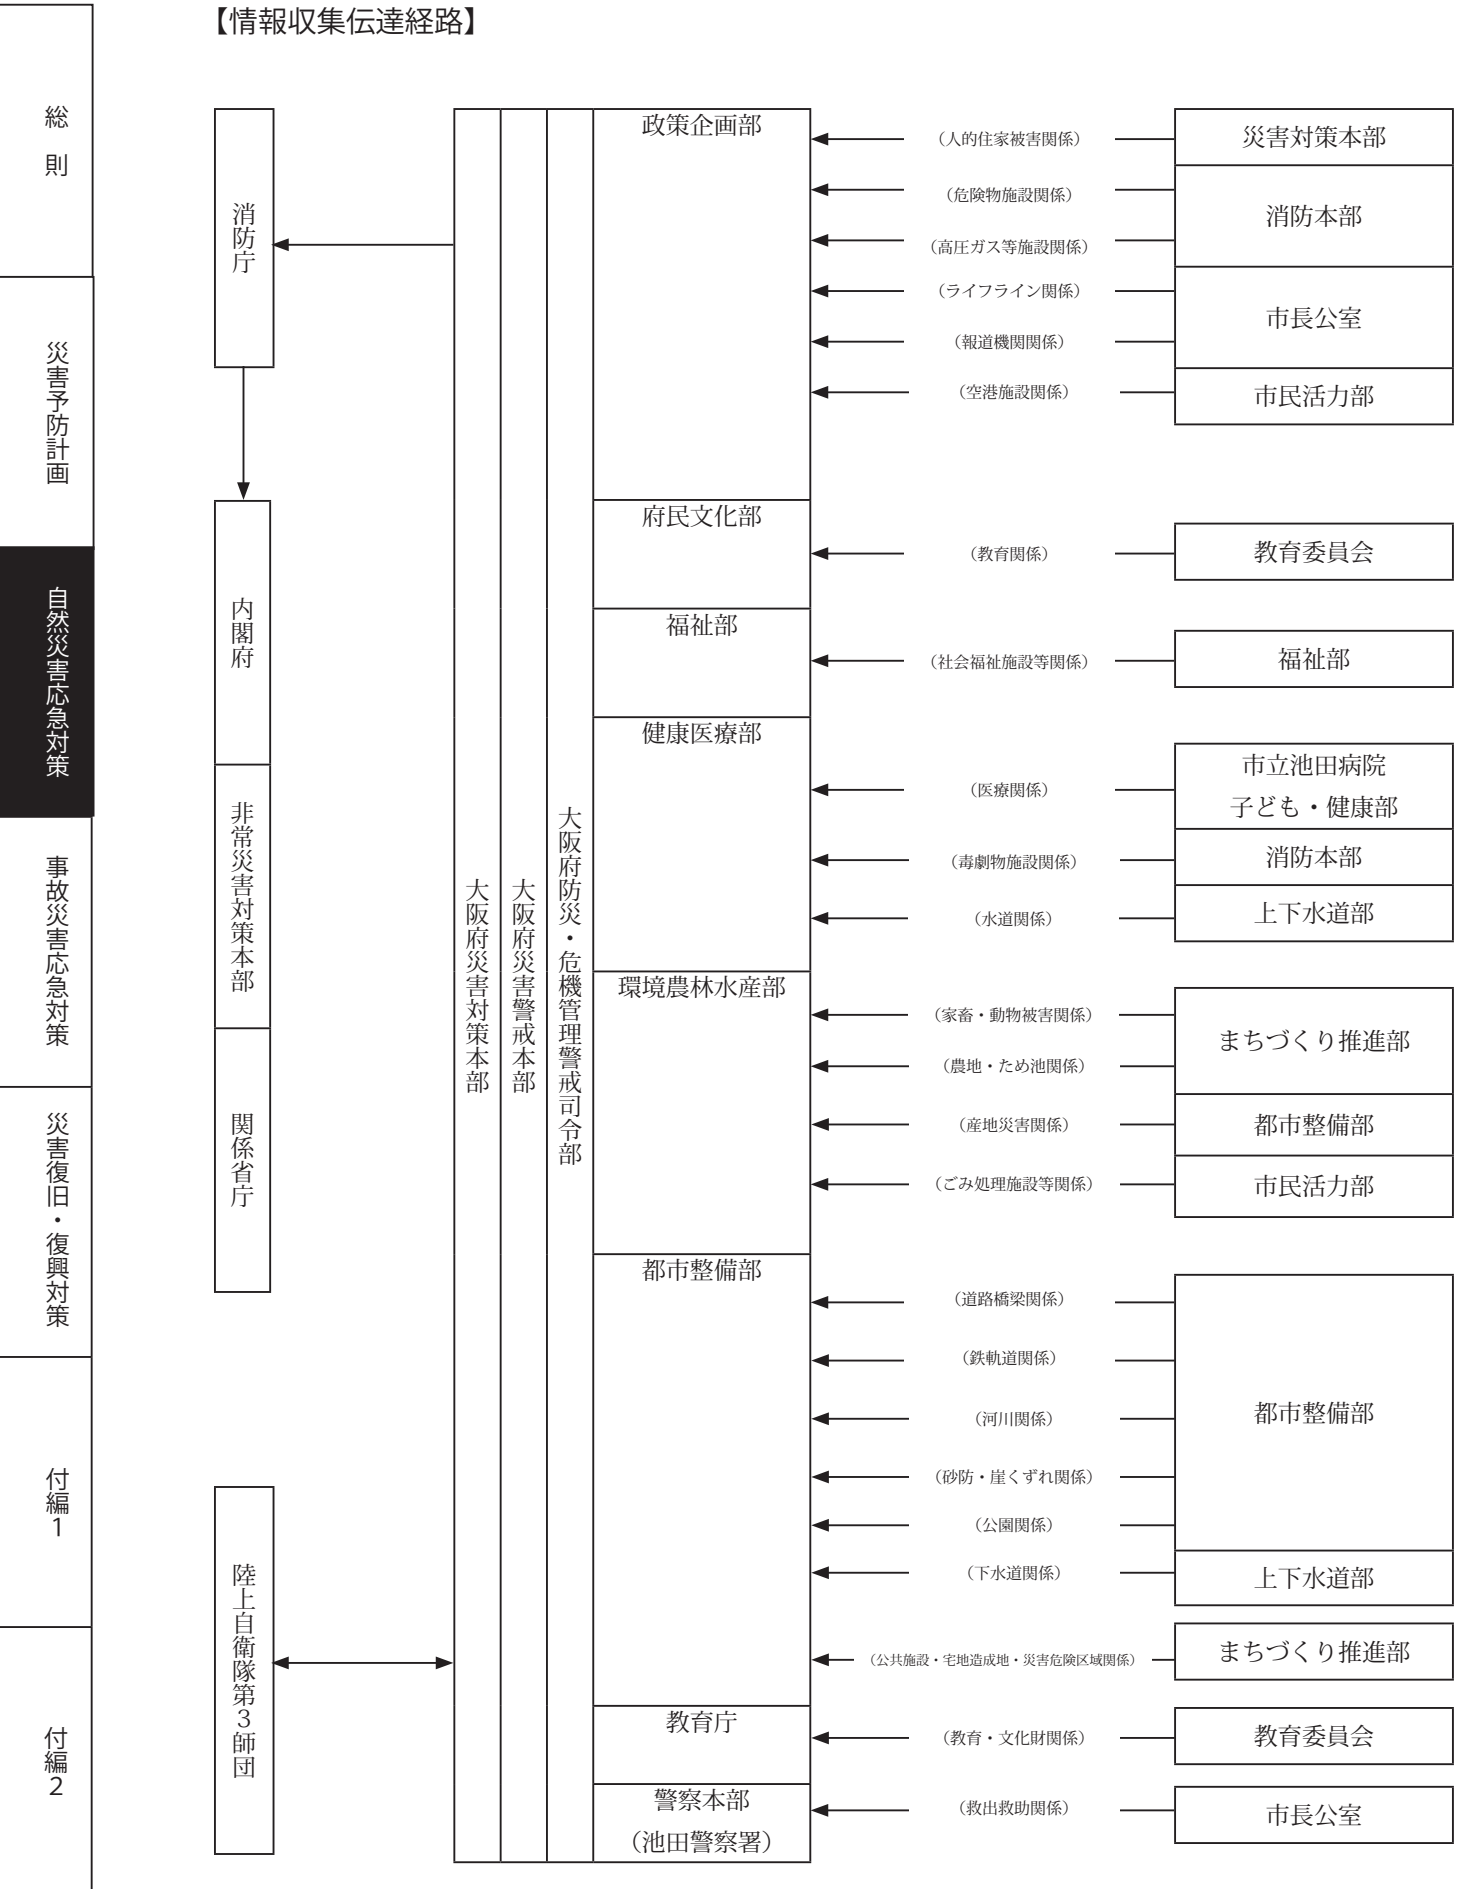 【情報収集伝達経路】
総則
災害予防計画
自然災害応急対策
事故災害応急対策
災害復旧・復興対策
付編1
付編2
消防庁
内閣府
非常災害対策本部
関係省庁
陸上自衛隊第3師団
大阪府災害対策本部
大阪府災害警戒本部
大阪府防災・危機管理警戒司令部
政策企画部
(人的住家被害関係)
災害対策本部
(危険物施設関係)
消防本部
(高圧ガス等施設関係)
(ライフライン関係)
市長公室
(報道機関関係)
(空港施設関係)
市民活力部
府民文化部
(教育関係)
教育委員会
福祉部
(社会福祉施設等関係)
福祉部
健康医療部
(医療関係)
市立池田病院
子ども・健康部
(毒劇物施設関係)
消防本部
(水道関係)
上下水道部
環境農林水産部
(家畜・動物被害関係)
まちづくり推進部
(農地・ため池関係)
(産地災害関係)
都市整備部
(ごみ処理施設等関係)
市民活力部
都市整備部
(道路橋梁関係)
(鉄軌道関係)
都市整備部
(河川関係)
(砂防・崖くずれ関係)
(公園関係)
(下水道関係)
上下水道部
(公共施設・宅地造成地・災害危険区域関係)
まちづくり推進部
教育庁
(教育・文化財関係)
教育委員会
警察本部
(池田警察署)
(救出救助関係)
市長公室